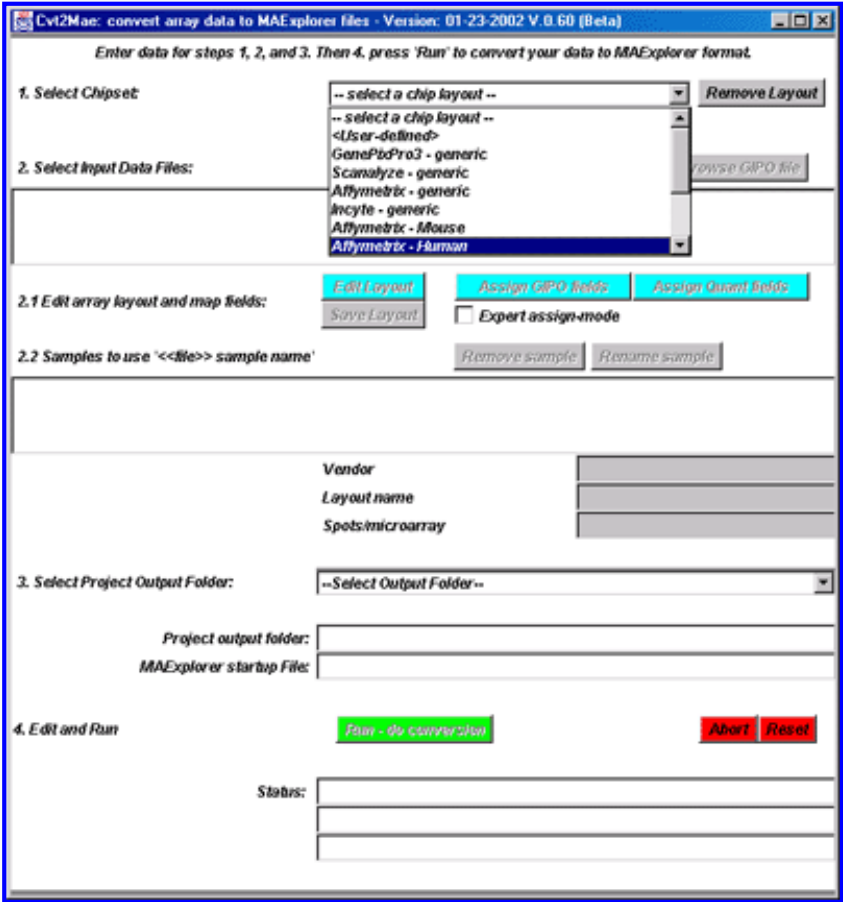 Cvt2Mae: convert array data to MAExplorer files - Version: 01-23-2002 V.0.60 (Beta)
Enter data for steps 1, 2, and 3. Then 4. press 'Run' to convert your data to MAExplorer format.
1. Select Chipset:
-- select a chip layout --
Remove Layout
-- select a chip layout --
<User-defined>
GenePixPro3 - generic
Scanalyze - generic
Affymetrix - generic
Incyte - generic
Affymetrix - Mouse
Affymetrix - Human
2. Select Input Data Files:
rowse GIPO file
2.1 Edit array layout and map fields:
Edit Layout
Assign GIPO fields
Assign Quant fields
Save Layout
Expert assign-mode
2.2 Samples to use '<<file>> sample name'
Remove sample
Rename sample
Vendor
Layout name
Spots/microarray
3. Select Project Output Folder:
--Select Output Folder--
Project output folder:
MAExplorer startup File:
4. Edit and Run
Run - do conversion
Abort
Reset
Status: